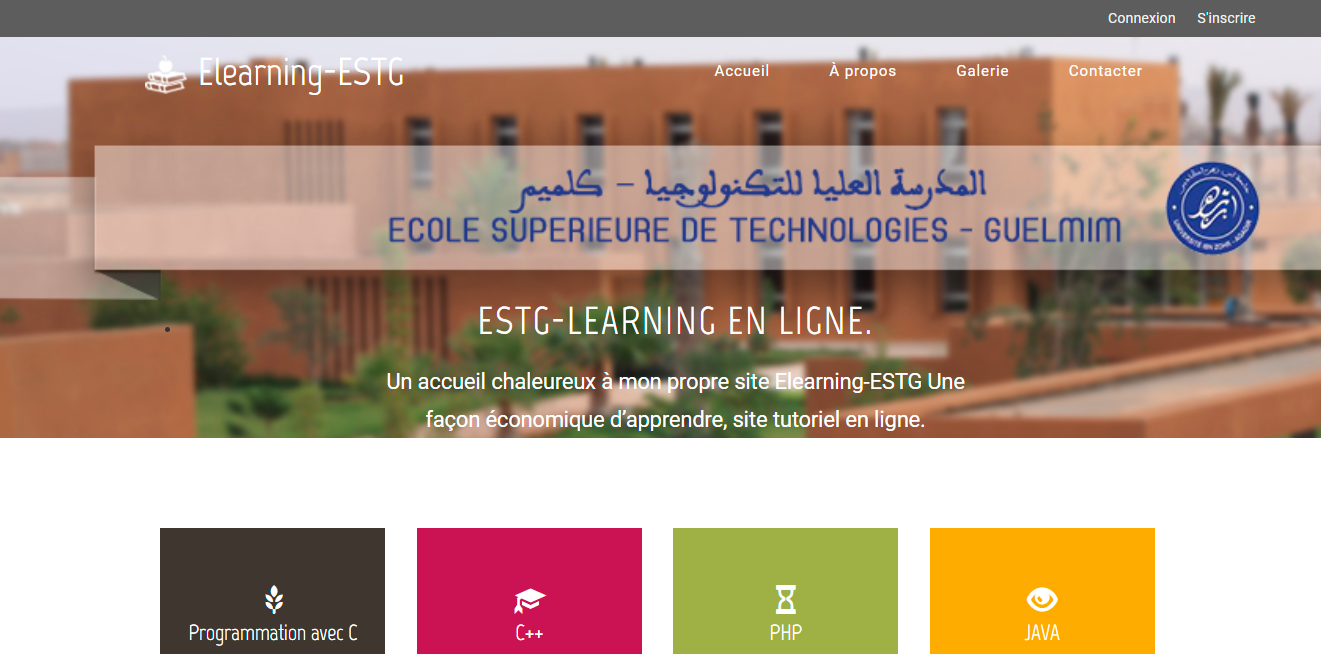 Connexion S'inscrire
Elearning-ESTG
Accueil À propos Galerie Contacter
المدرسة العليا للتكنولوجيا – كلميم
ECOLE SUPERIEURE DE TECHNOLOGIES - GUELMIM
ESTG-LEARNING EN LIGNE.
Un accueil chaleureux à mon propre site Elearning-ESTG Une
façon économique d’apprendre, site tutoriel en ligne.
Programmation avec C
C++
PHP
JAVA